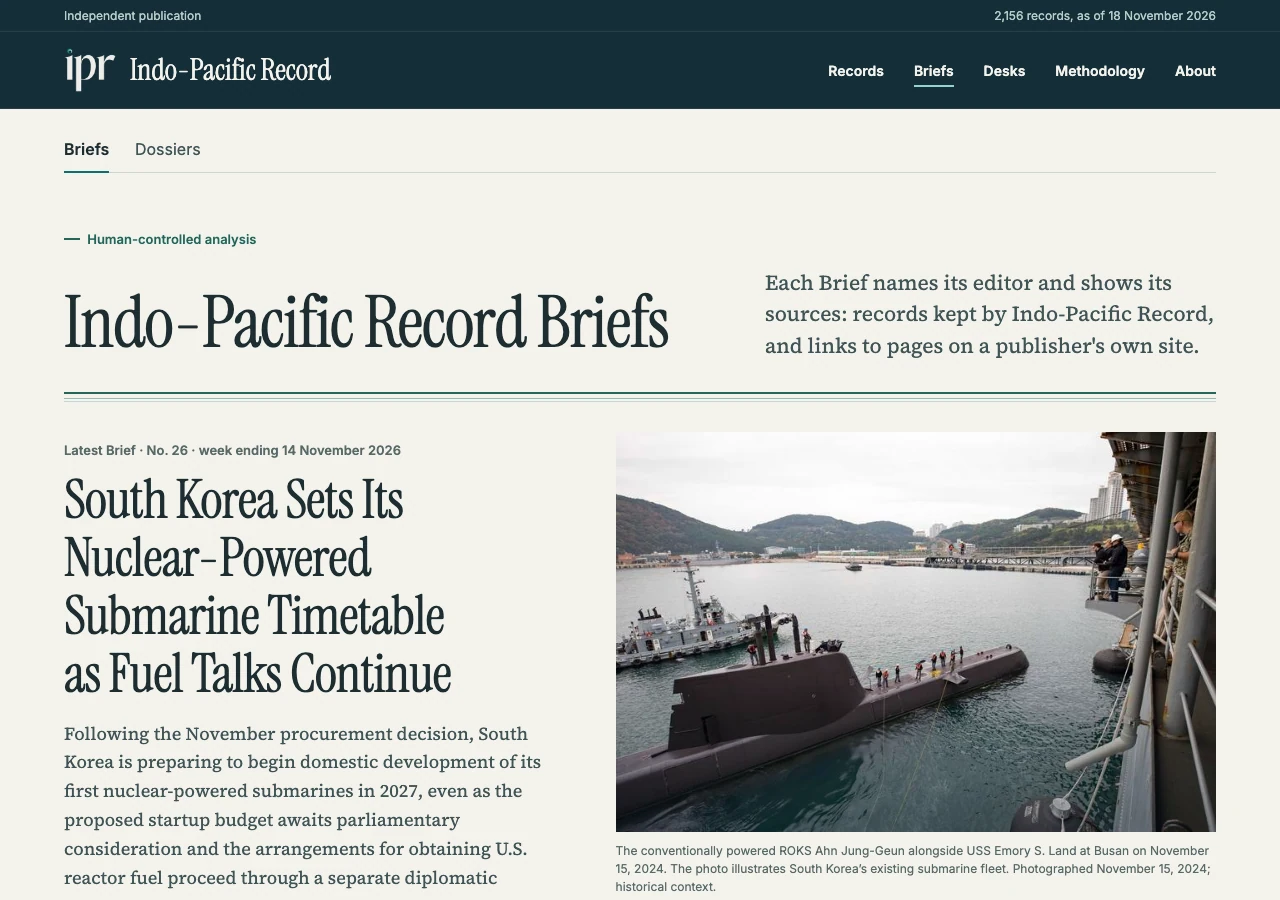 Independent publication
2,156 records, as of 18 November 2026
ipr Indo-Pacific Record
Records Briefs Desks Methodology About
Briefs Dossiers
Human-controlled analysis
Indo-Pacific Record Briefs
Each Brief names its editor and shows its
sources: records kept by Indo-Pacific Record,
and links to pages on a publisher's own site.
Latest Brief · No. 26 · week ending 14 November 2026
South Korea Sets Its
Nuclear-Powered
Submarine Timetable
as Fuel Talks Continue
Following the November procurement decision, South
Korea is preparing to begin domestic development of its
first nuclear-powered submarines in 2027, even as the
proposed startup budget awaits parliamentary
consideration and the arrangements for obtaining U.S.
reactor fuel proceed through a separate diplomatic
The conventionally powered ROKS Ahn Jung-Geun alongside USS Emory S. Land at Busan on November
15, 2024. The photo illustrates South Korea’s existing submarine fleet. Photographed November 15, 2024;
historical context.